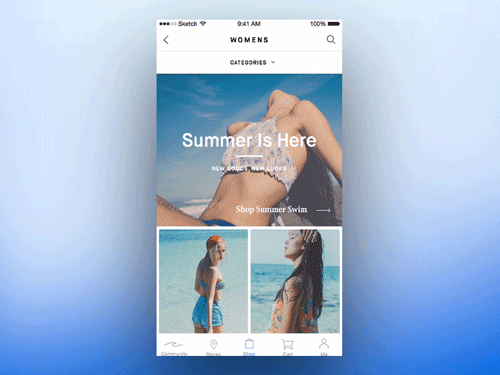 Sketch 9:41 AM 100%
WOMENS
CATEGORIES
Summer Is Here
NEW GOODS, NEW LOOKS
Shop Summer Swim
Community Stores Shop Cart Me